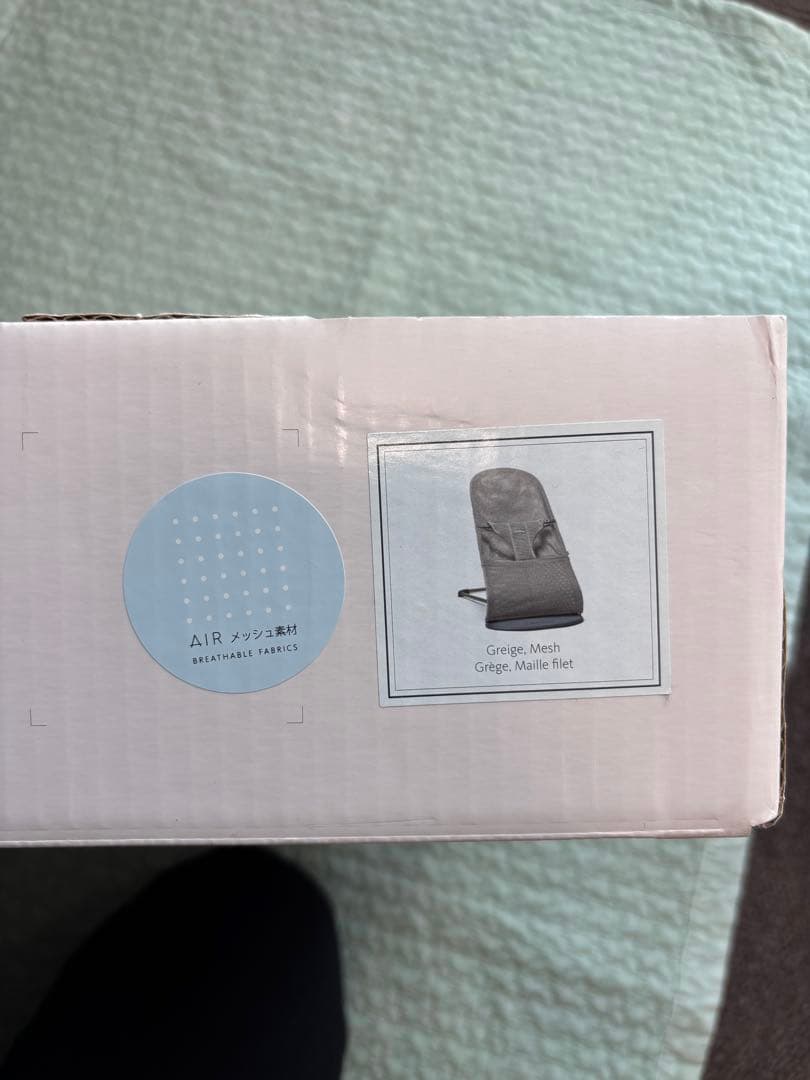 AIR メッシュ素材
BREATHABLE FABRICS
Greige, Mesh
Grège, Maille filet